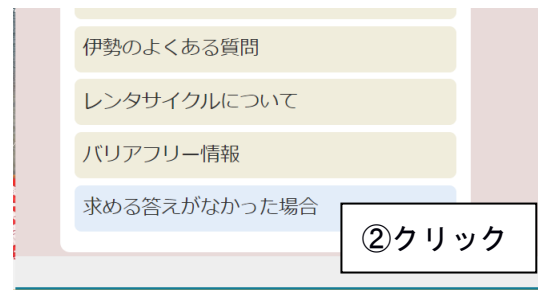 伊勢のよくある質問
レンタサイクルについて
バリアフリー情報
求める答えがなかった場合
②クリック